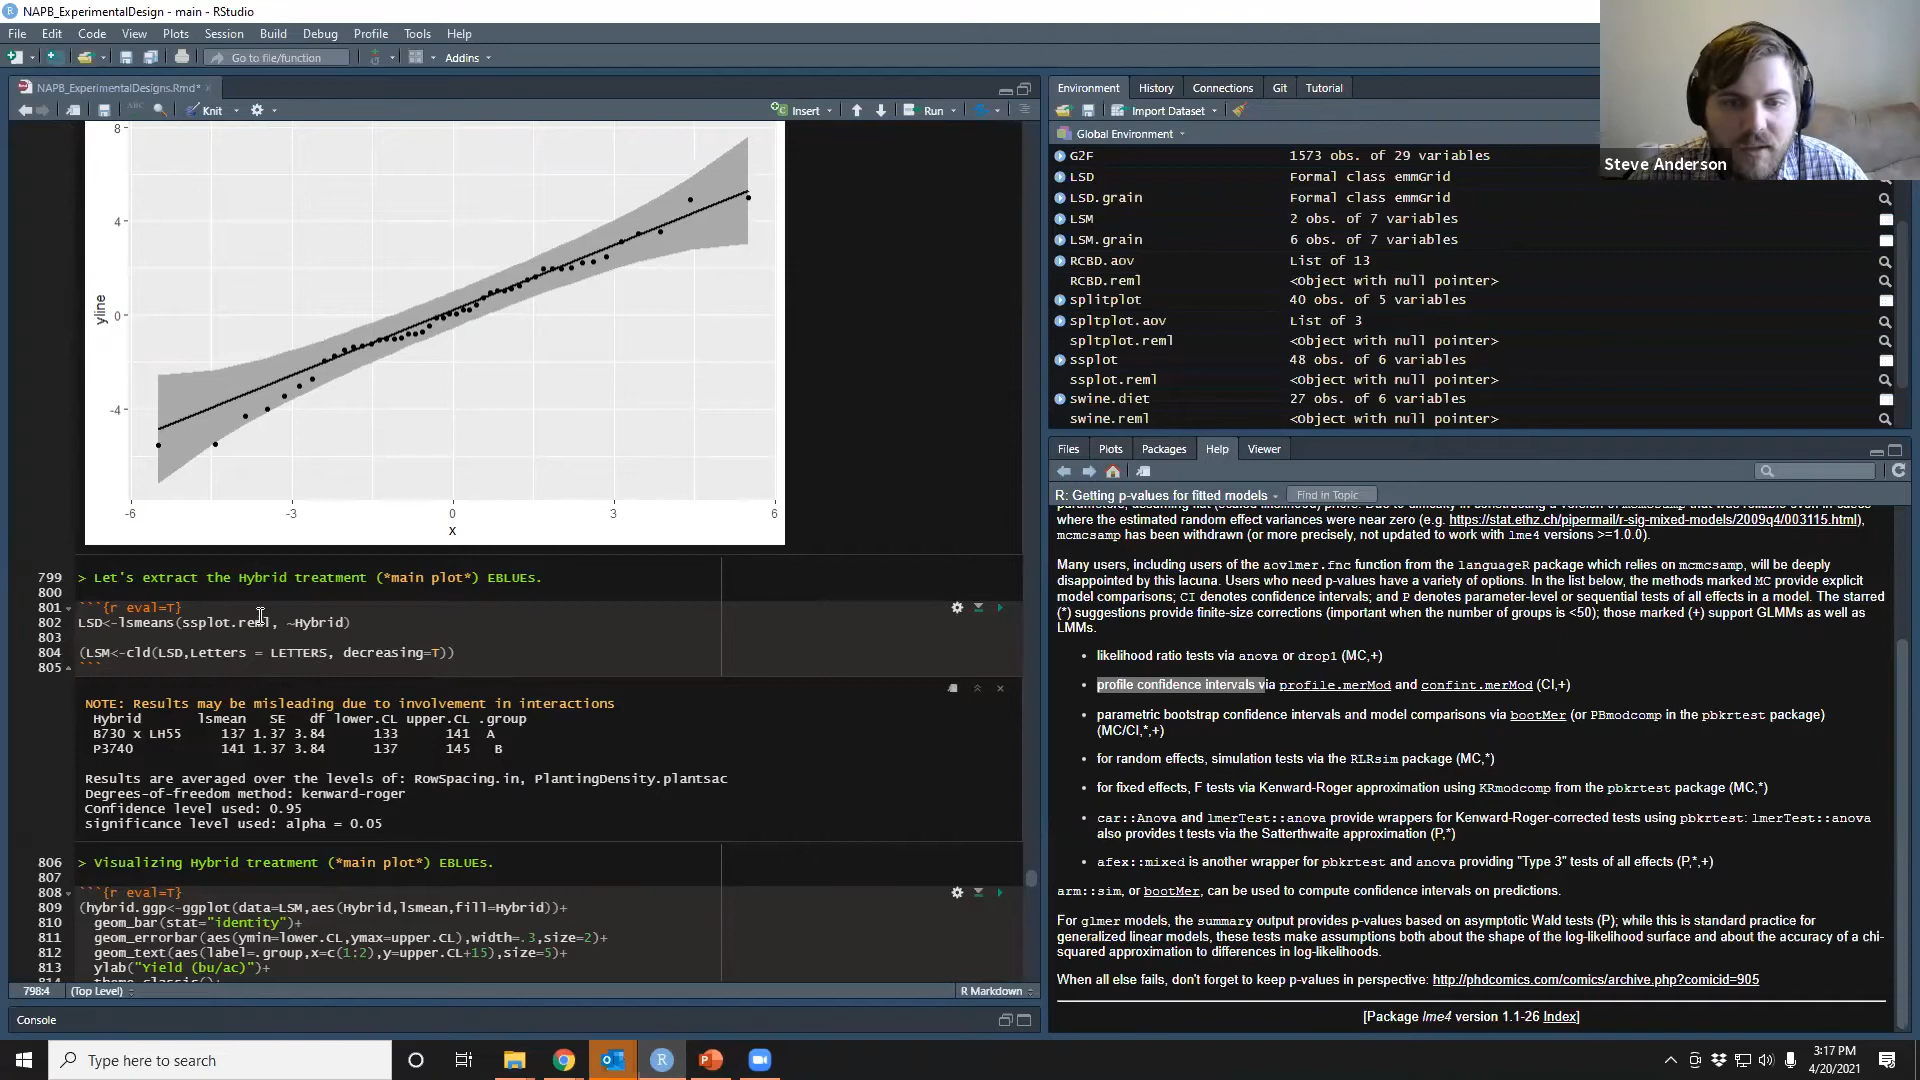 NAPB_ExperimentalDesign - main - RStudio
File Edit Code View Plots Session Build Debug Profile Tools Help
Go to file/function Addins
NAPB_ExperimentalDesigns.Rmd*
ABC Knit Insert Run
8
4
0
-4
yline
-6 -3 0 3 6
x
799 > Let's extract the Hybrid treatment (*main plot*) EBLUEs.
800
801 ```{r eval=T}
802 LSD<-lsmeans(ssplot.reml, ~Hybrid)
803
804 (LSM<-cld(LSD,Letters = LETTERS, decreasing=T))
805 ```
NOTE: Results may be misleading due to involvement in interactions
Hybrid lsmean SE df lower.CL upper.CL .group
B730 x LH55 137 1.37 3.84 133 141 A
P3740 141 1.37 3.84 137 145 B
Results are averaged over the levels of: RowSpacing.in, PlantingDensity.plantsac
Degrees-of-freedom method: kenward-roger
Confidence level used: 0.95
significance level used: alpha = 0.05
806 > Visualizing Hybrid treatment (*main plot*) EBLUEs.
807
808 ```{r eval=T}
809 (hybrid.ggp<-ggplot(data=LSM,aes(Hybrid,lsmean,fill=Hybrid))+
810 geom_bar(stat="identity")+
811 geom_errorbar(aes(ymin=lower.CL,ymax=upper.CL),width=.3,size=2)+
812 geom_text(aes(label=.group,x=c(1:2),y=upper.CL+15),size=5)+
813 ylab("Yield (bu/ac)")+
814 theme_classic()+
798:4 (Top Level) R Markdown
Console
Environment History Connections Git Tutorial
Import Dataset
Global Environment
G2F 1573 obs. of 29 variables
LSD Formal class emmGrid
LSD.grain Formal class emmGrid
LSM 2 obs. of 7 variables
LSM.grain 6 obs. of 7 variables
RCBD.aov List of 13
RCBD.reml <Object with null pointer>
splitplot 40 obs. of 5 variables
spltplot.aov List of 3
spltplot.reml <Object with null pointer>
ssplot 48 obs. of 6 variables
ssplot.reml <Object with null pointer>
swine.diet 27 obs. of 6 variables
swine.reml <Object with null pointer>
Steve Anderson
Files Plots Packages Help Viewer
R: Getting p-values for fitted models Find in Topic
where the estimated random effect variances were near zero (e.g. https://stat.ethz.ch/pipermail/r-sig-mixed-models/2009q4/003115.html),
mcmcsamp has been withdrawn (or more precisely, not updated to work with lme4 versions >=1.0.0).
Many users, including users of the aovlmer.fnc function from the languageR package which relies on mcmcsamp, will be deeply
disappointed by this lacuna. Users who need p-values have a variety of options. In the list below, the methods marked MC provide explicit
model comparisons; CI denotes confidence intervals; and P denotes parameter-level or sequential tests of all effects in a model. The starred
(*) suggestions provide finite-size corrections (important when the number of groups is <50); those marked (+) support GLMMs as well as
LMMs.
• likelihood ratio tests via anova or drop1 (MC,+)
• profile confidence intervals via profile.merMod and confint.merMod (CI,+)
• parametric bootstrap confidence intervals and model comparisons via bootMer (or PBmodcomp in the pbkrtest package)
(MC/CI,*,+)
• for random effects, simulation tests via the RLRsim package (MC,*)
• for fixed effects, F tests via Kenward-Roger approximation using KRmodcomp from the pbkrtest package (MC,*)
• car::Anova and lmerTest::anova provide wrappers for Kenward-Roger-corrected tests using pbkrtest: lmerTest::anova
also provides t tests via the Satterthwaite approximation (P,*)
• afex::mixed is another wrapper for pbkrtest and anova providing "Type 3" tests of all effects (P,*,+)
arm::sim, or bootMer, can be used to compute confidence intervals on predictions.
For glmer models, the summary output provides p-values based on asymptotic Wald tests (P); while this is standard practice for
generalized linear models, these tests make assumptions both about the shape of the log-likelihood surface and about the accuracy of a chi-
squared approximation to differences in log-likelihoods.
When all else fails, don't forget to keep p-values in perspective: http://phdcomics.com/comics/archive.php?comicid=905
[Package lme4 version 1.1-26 Index]
Type here to search
3:17 PM
4/20/2021